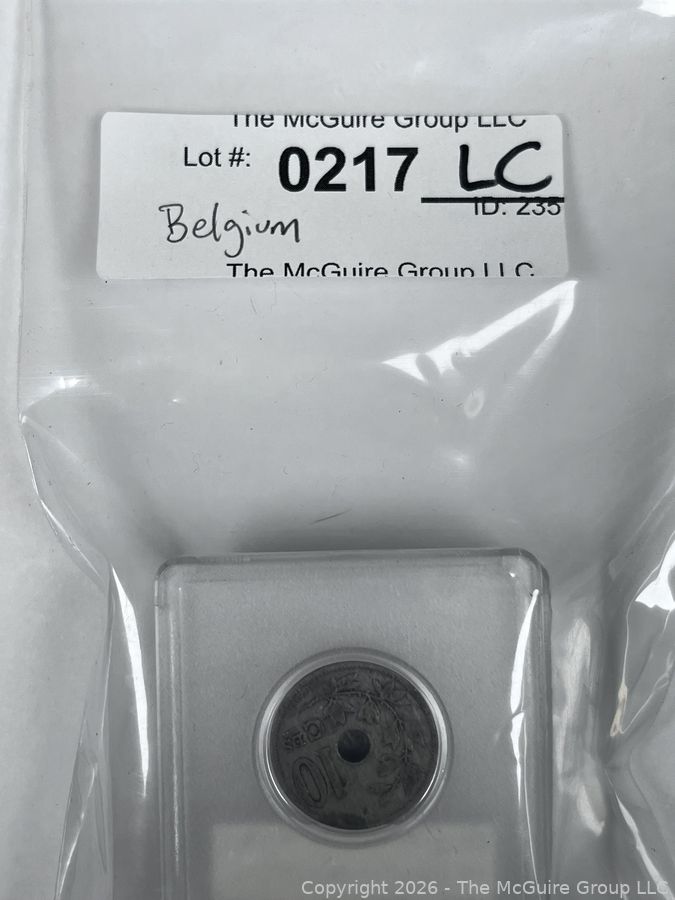 The McGuire Group LLC
Lot #: 0217 LC
ID: 235
Belgium
The McGuire Group LLC
10
Copyright 2026 - The McGuire Group LLC